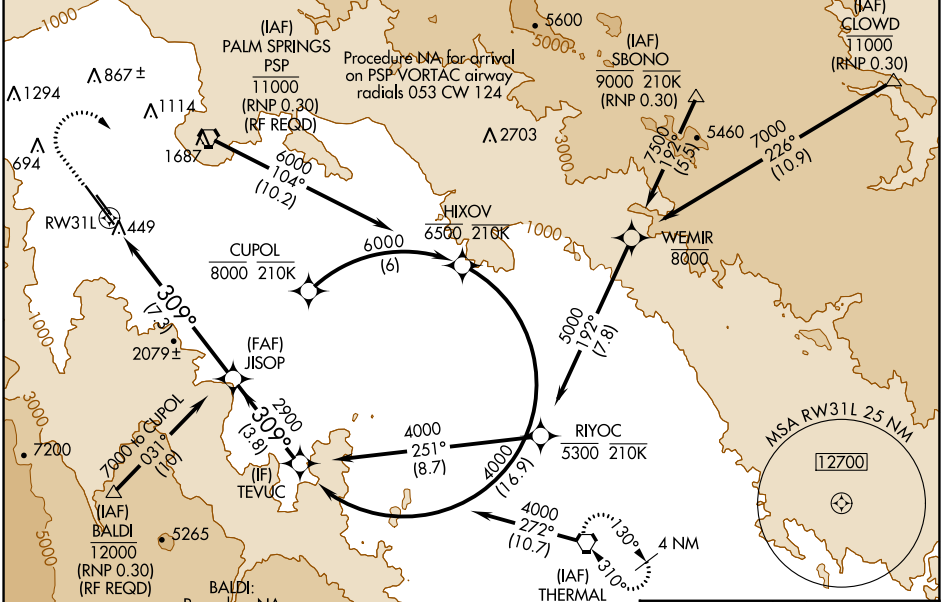 1000
5600
5000
(IAF)
CLOWD
11000
(RNP 0.30)
(IAF)
PALM SPRINGS
PSP
11000
(RNP 0.30)
(RF REQD)
Procedure NA for arrival
on PSP VORTAC airway
radials 053 CW 124
(IAF)
SBONO
9000 210K
(RNP 0.30)
867 ±
1294
1114
694
1687
2703
3000
5460
7500
192°
(5.5)
7000
226°
(10.9)
6000
104°
(10.2)
RW31L
449
HIXOV
6500 210K
1000
WEMIR
8000
CUPOL
8000 210K
6000
(6)
309°
(7.3)
1000
2079 ±
5000
192°
(7.8)
(FAF)
JISOP
2900
309°
(3.8)
3000
7200
7000 to CUPOL
031°
(10)
4000
251°
(8.7)
RIYOC
5300 210K
4000
(16.9)
(IF)
TEVUC
MSA RW31L 25 NM
12700
(IAF)
BALDI
12000
(RNP 0.30)
(RF REQD)
5265
5000
4000
272°
(10.7)
130°
310°
4 NM
(IAF)
THERMAL
BALDI: